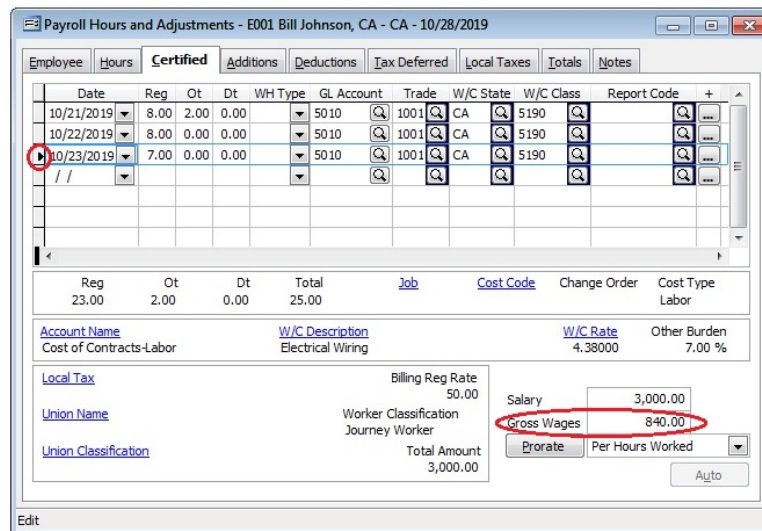 Payroll Hours and Adjustments - E001 Bill Johnson, CA - CA - 10/28/2019
Employee Hours Certified Additions Deductions Tax Deferred Local Taxes Totals Notes
Date Reg Ot Dt WH Type GL Account Trade W/C State W/C Class Report Code +
10/21/2019 8.00 2.00 0.00 5010 1001 CA 5190 ...
10/22/2019 8.00 0.00 0.00 5010 1001 CA 5190 ...
10/23/2019 7.00 0.00 0.00 5010 1001 CA 5190 ...
/ / ...
Reg Ot Dt Total Job Cost Code Change Order Cost Type
23.00 2.00 0.00 25.00 Labor
Account Name W/C Description W/C Rate Other Burden
Cost of Contracts-Labor Electrical Wiring 4.38000 7.00 %
Local Tax Billing Reg Rate
50.00
Union Name Worker Classification
Journey Worker
Union Classification Total Amount
3,000.00
Salary 3,000.00
Gross Wages 840.00
Prorate Per Hours Worked
Auto
Edit